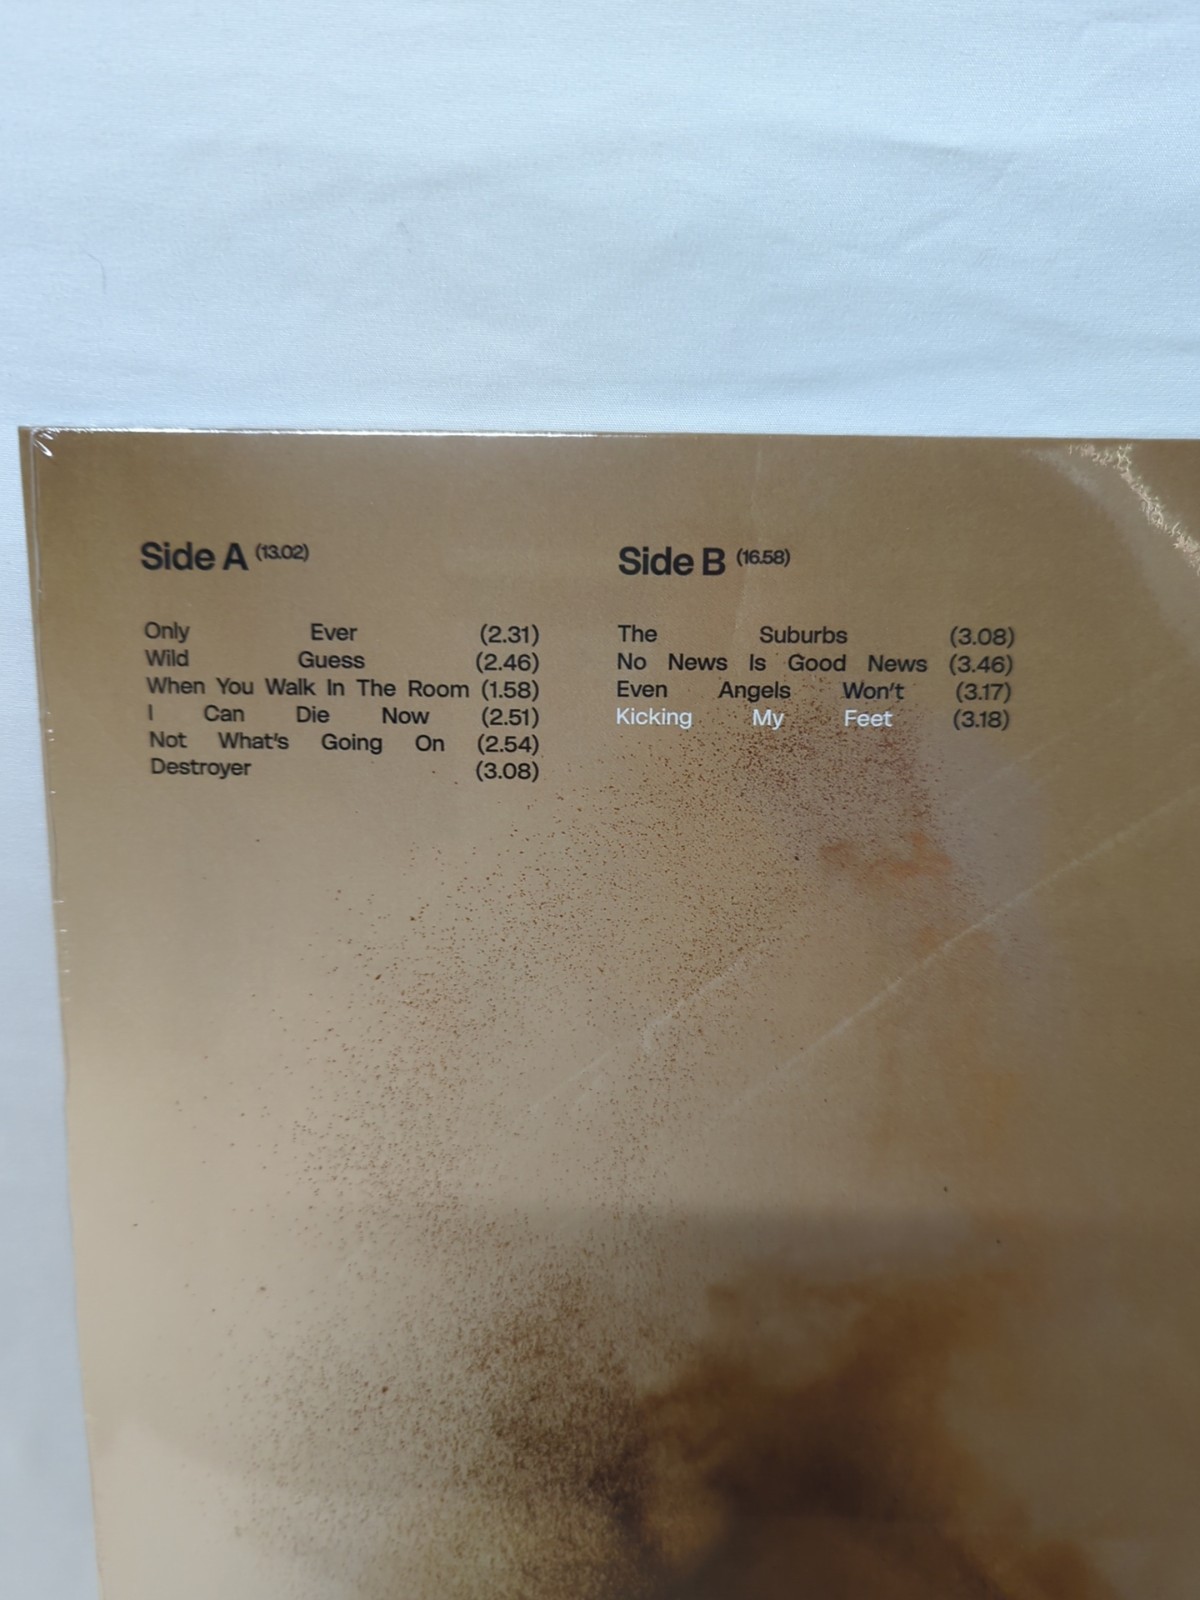 Side A (13.02)
Only Ever (2.31)
Wild Guess (2.46)
When You Walk In The Room (1.58)
I Can Die Now (2.51)
Not What's Going On (2.54)
Destroyer (3.08)
Side B (16.58)
The Suburbs (3.08)
No News Is Good News (3.46)
Even Angels Won't (3.17)
Kicking My Feet (3.18)